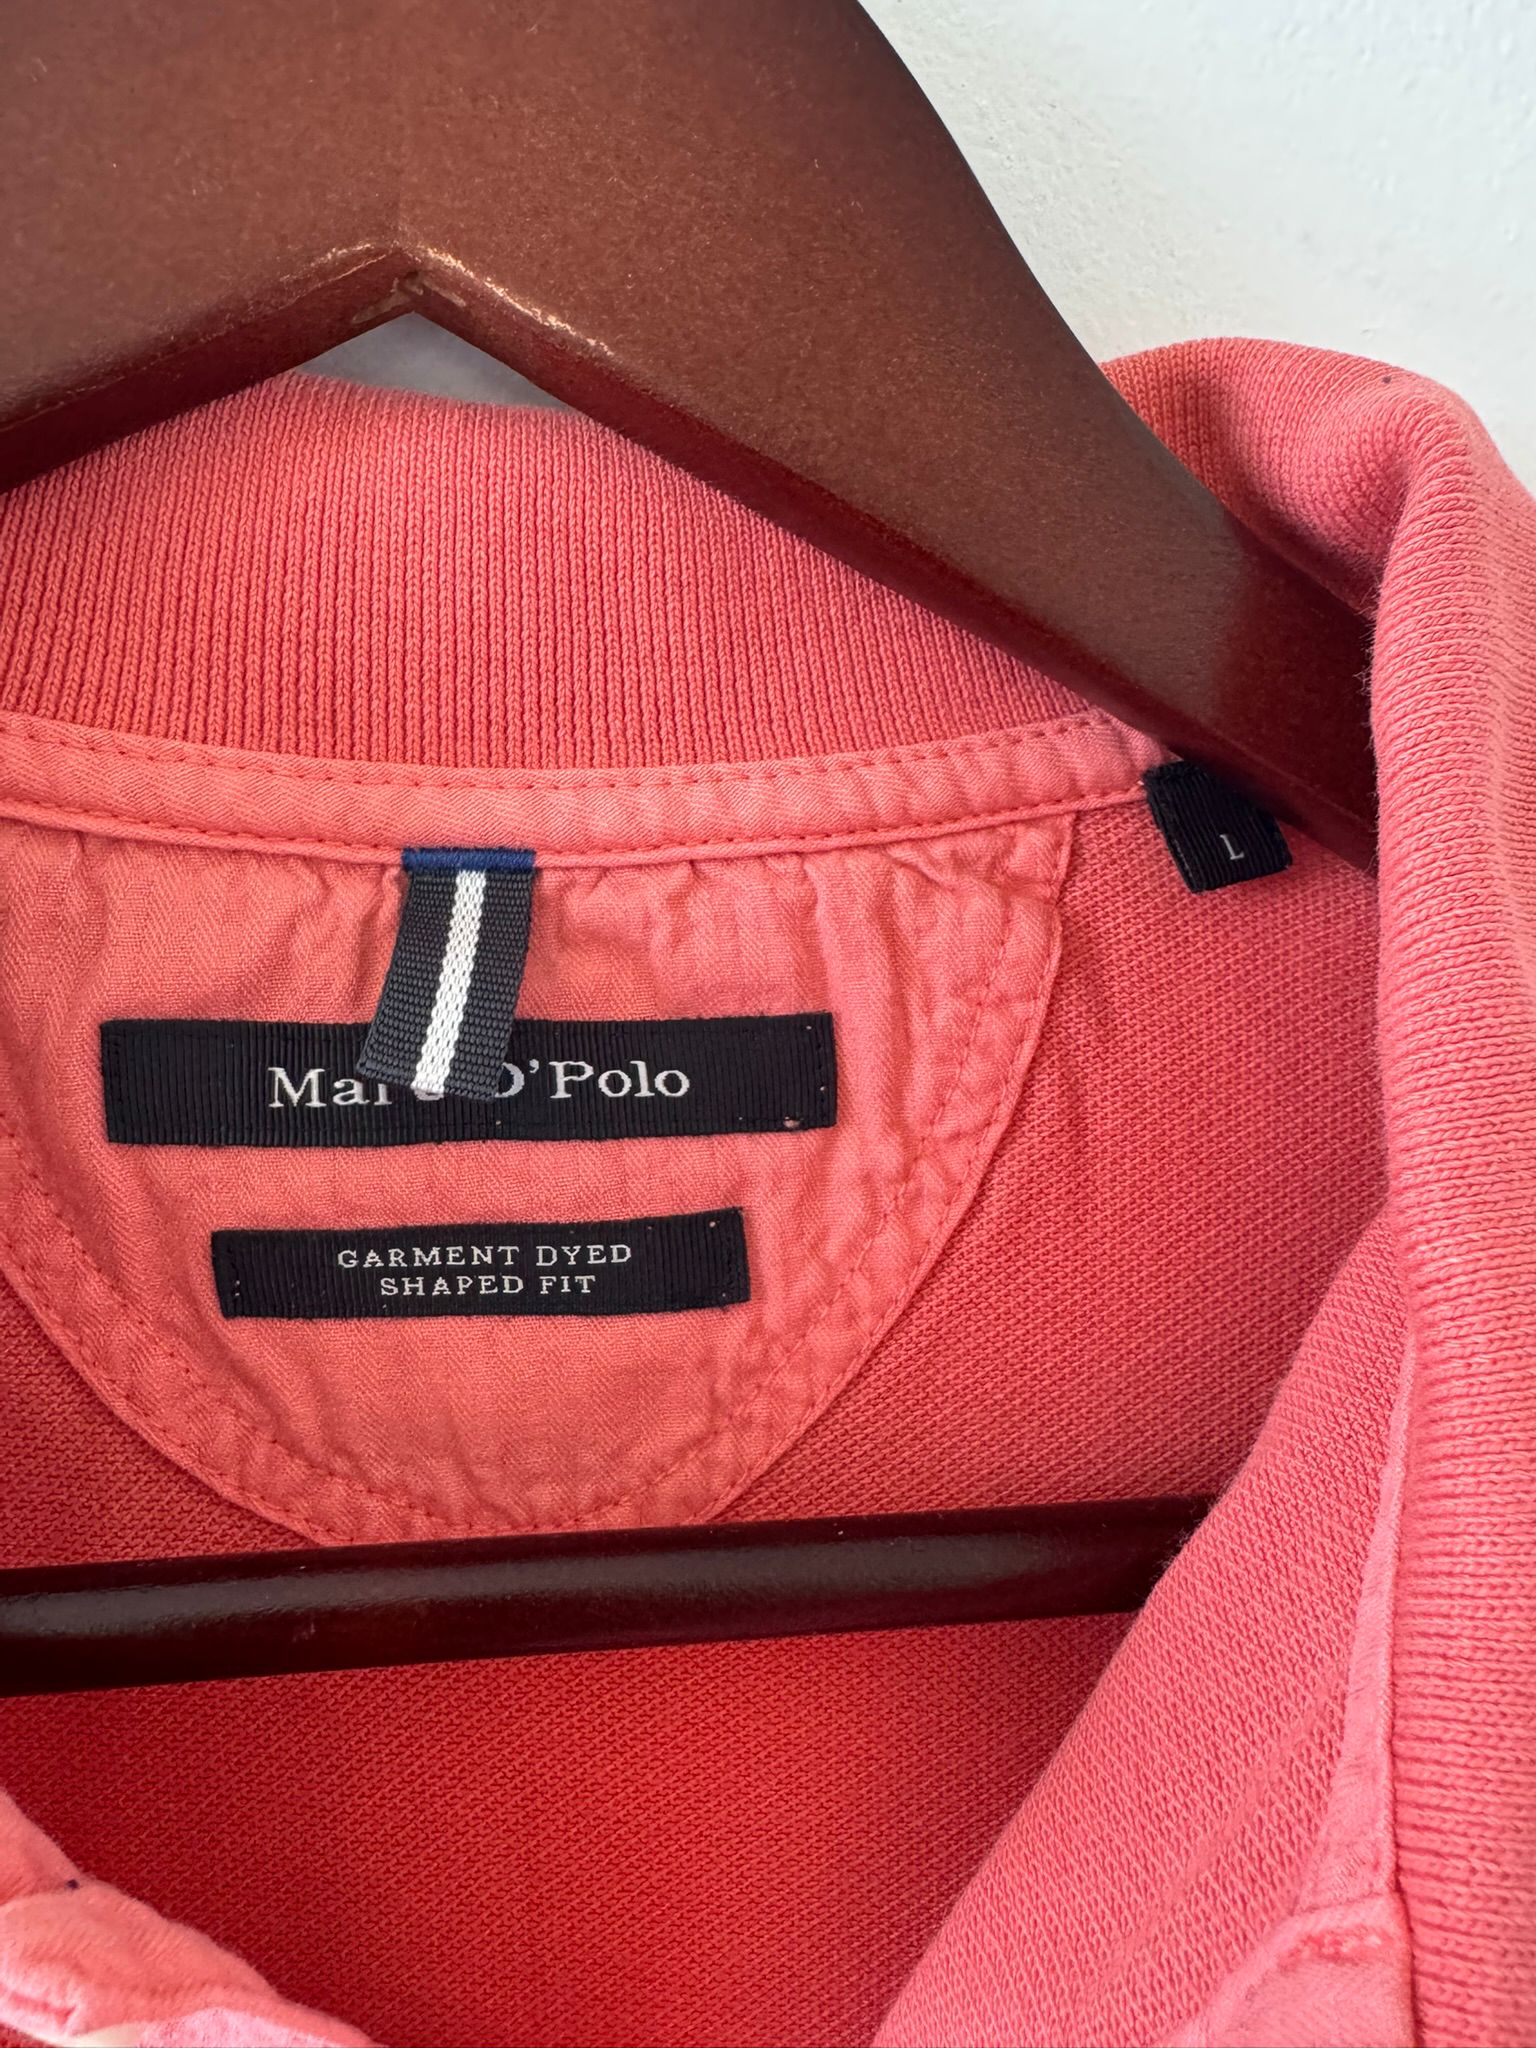 L
Mar O'Polo
GARMENT DYED
SHAPED FIT